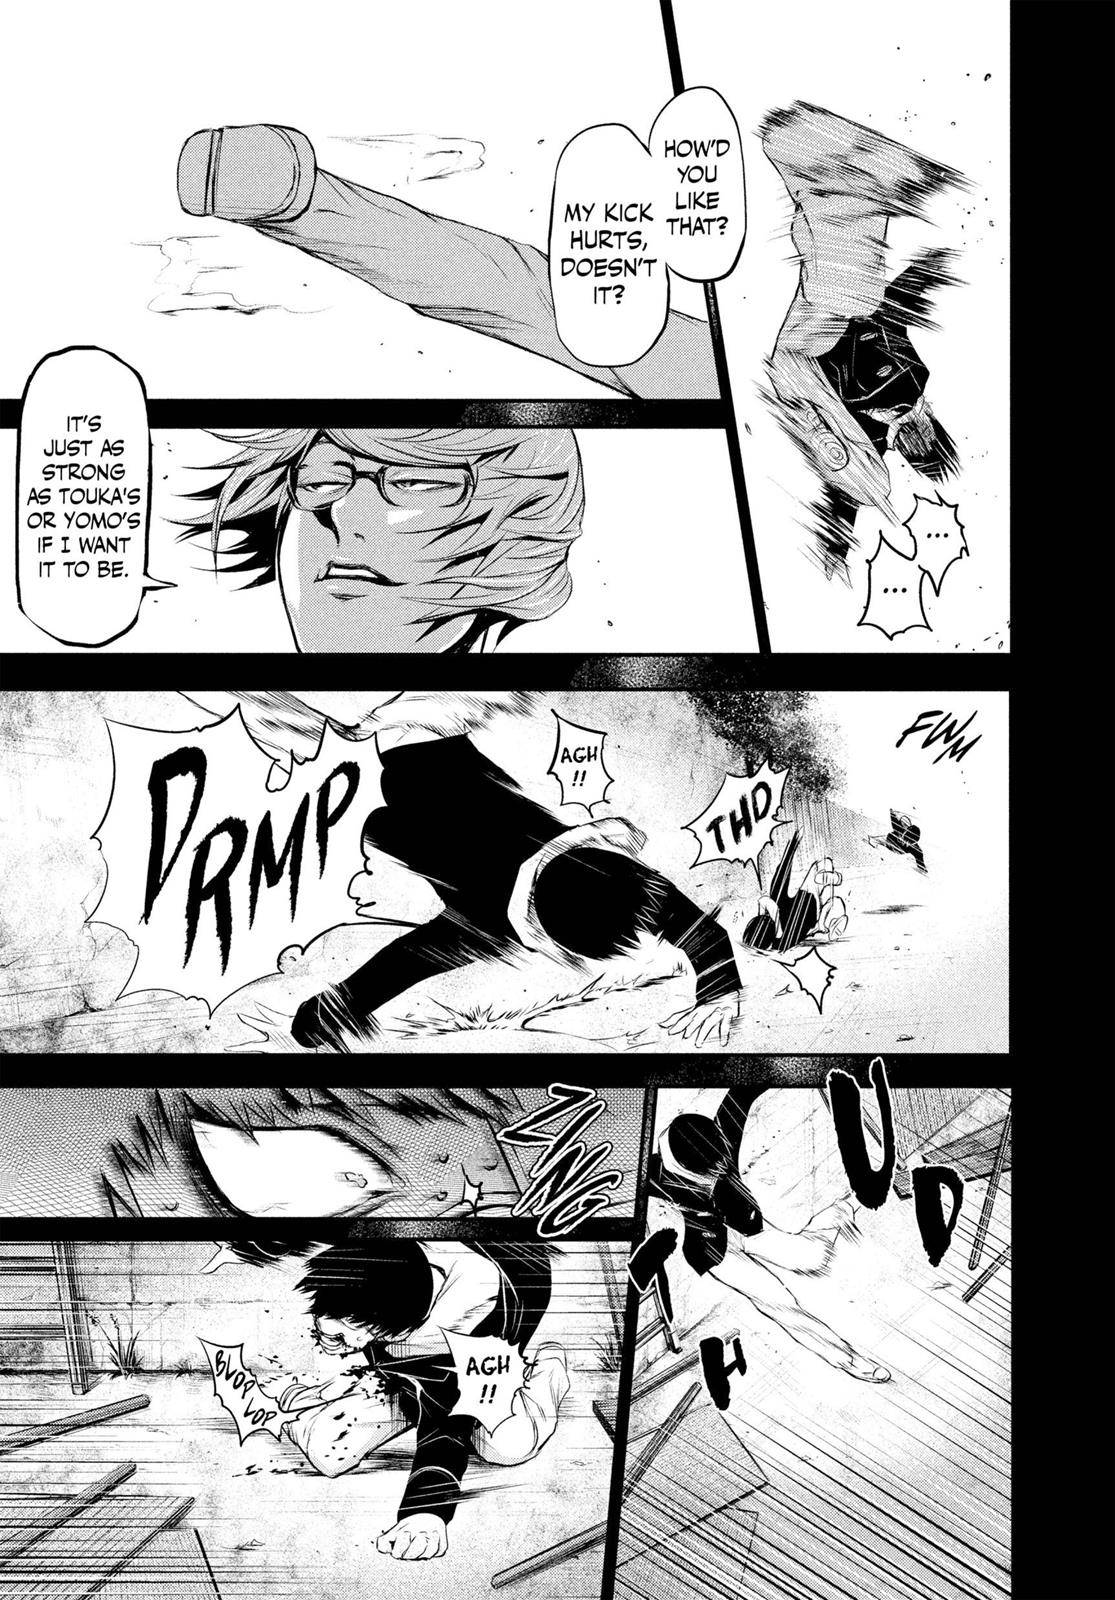 HOW'D
YOU
LIKE
THAT?
MY KICK
HURTS,
DOESN'T
IT?
...
...
IT'S
JUST AS
STRONG
AS TOUKA'S
OR YOMO'S
IF I WANT
IT TO BE.
FWM
THD
AGH
!!
DRMP
THUD
ZING
AGH
!!
BLOP
LOP